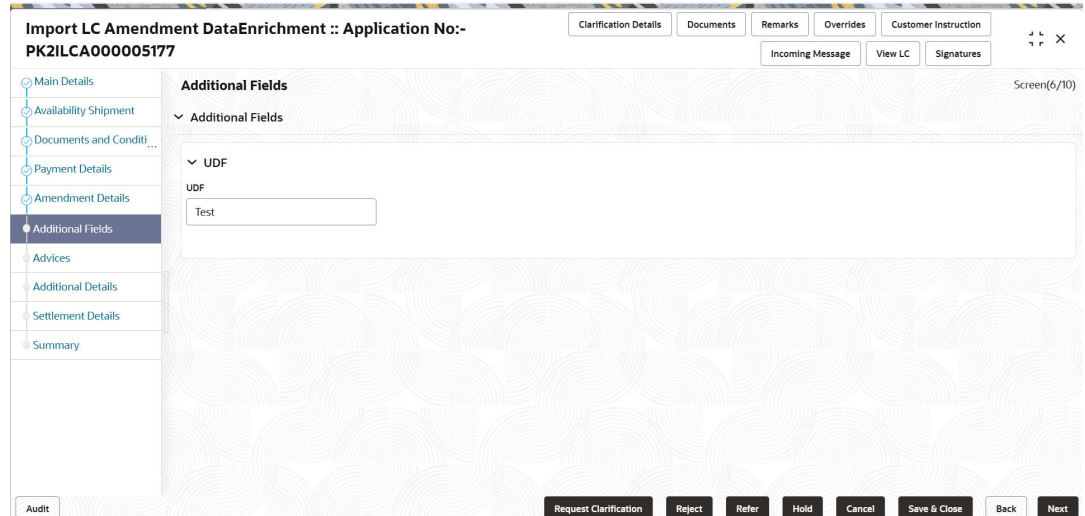 Import LC Amendment DataEnrichment :: Application No:-
PK2ILCA000005177
Clarification Details
Documents
Remarks
Overrides
Customer Instruction
Incoming Message
View LC
Signatures
Main Details
Availability Shipment
Documents and Conditi...
Payment Details
Amendment Details
Additional Fields
Advices
Additional Details
Settlement Details
Summary
Additional Fields
Screen(6/10)
Additional Fields
UDF
UDF
Test
Audit
Request Clarification
Reject
Refer
Hold
Cancel
Save & Close
Back
Next